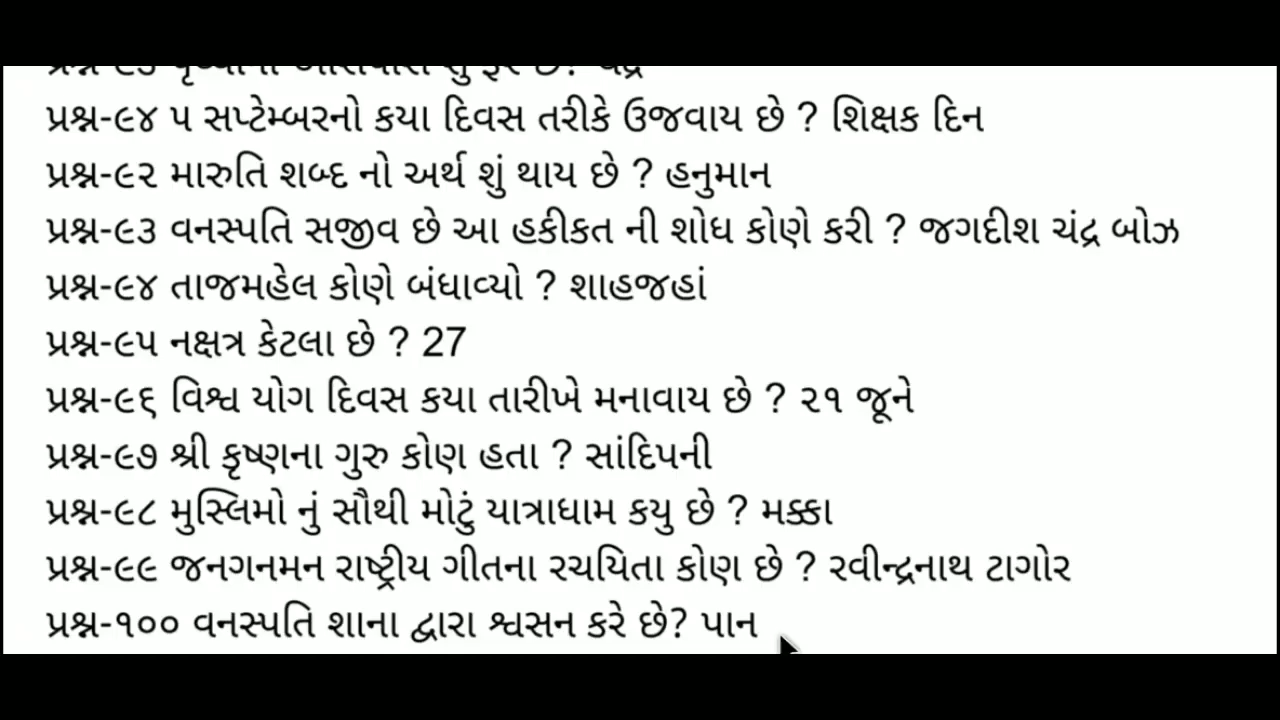 પ્રશ્ન-૯૪ ૫ સપ્ટેમ્બરનો કયા દિવસ તરીકે ઉજવાય છે ? શિક્ષક દિન
પ્રશ્ન-૯૨ મારુતિ શબ્દ નો અર્થ શું થાય છે ? હનુમાન
પ્રશ્ન-૯૩ વનસ્પતિ સજીવ છે આ હકીકત ની શોધ કોણે કરી ? જગદીશ ચંદ્ર બોઝ
પ્રશ્ન-૯૪ તાજમહેલ કોણે બંધાવ્યો ? શાહજહાં
પ્રશ્ન-૯૫ નક્ષત્ર કેટલા છે ? 27
પ્રશ્ન-૯૬ વિશ્વ યોગ દિવસ કયા તારીખે મનાવાય છે ? ૨૧ જૂને
પ્રશ્ન-૯૭ શ્રી કૃષ્ણના ગુરુ કોણ હતા ? સાંદિપની
પ્રશ્ન-૯૮ મુસ્લિમો નું સૌથી મોટું યાત્રાધામ કયુ છે ? મક્કા
પ્રશ્ન-૯૯ જનગનમન રાષ્ટ્રીય ગીતના રચયિતા કોણ છે ? રવીન્દ્રનાથ ટાગોર
પ્રશ્ન-૧૦૦ વનસ્પતિ શાના દ્વારા શ્વસન કરે છે? પાન